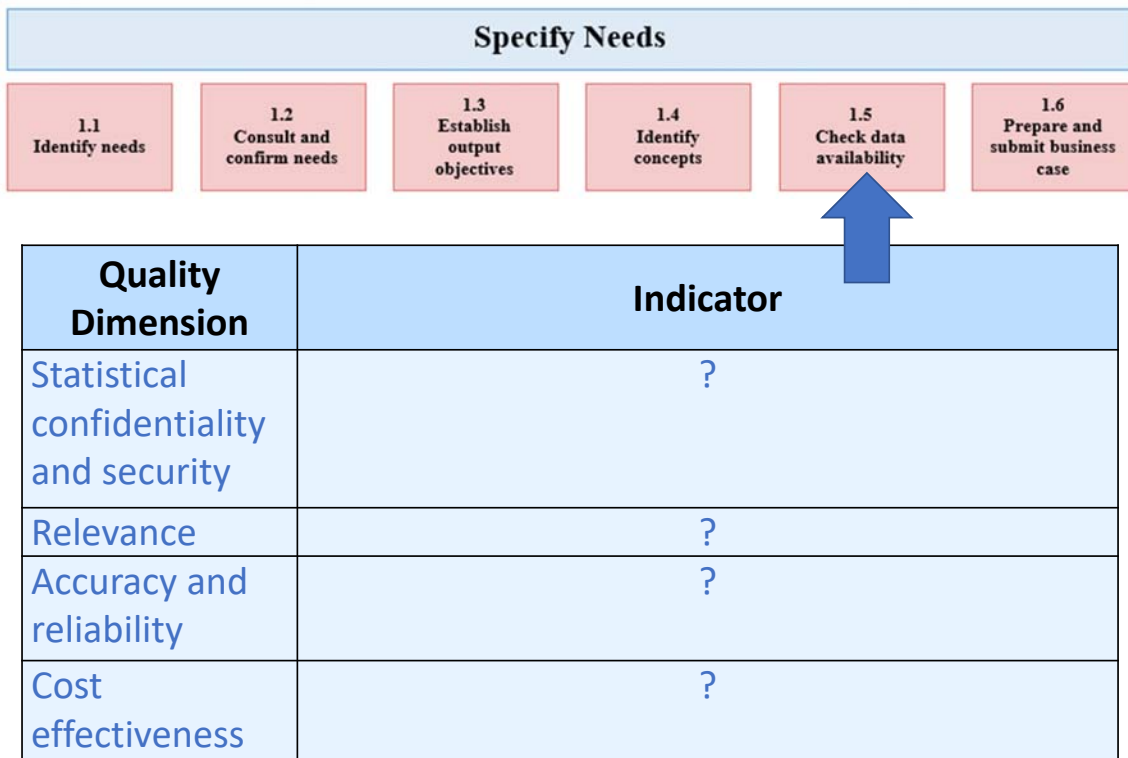 Specify Needs
1.1
Identify needs
1.2
Consult and
confirm needs
1.3
Establish
output
objectives
1.4
Identify
concepts
1.5
Check data
availability
1.6
Prepare and
submit business
case
Quality
Dimension
Indicator
Statistical
confidentiality
and security
?
Relevance
?
Accuracy and
reliability
?
Cost
effectiveness
?